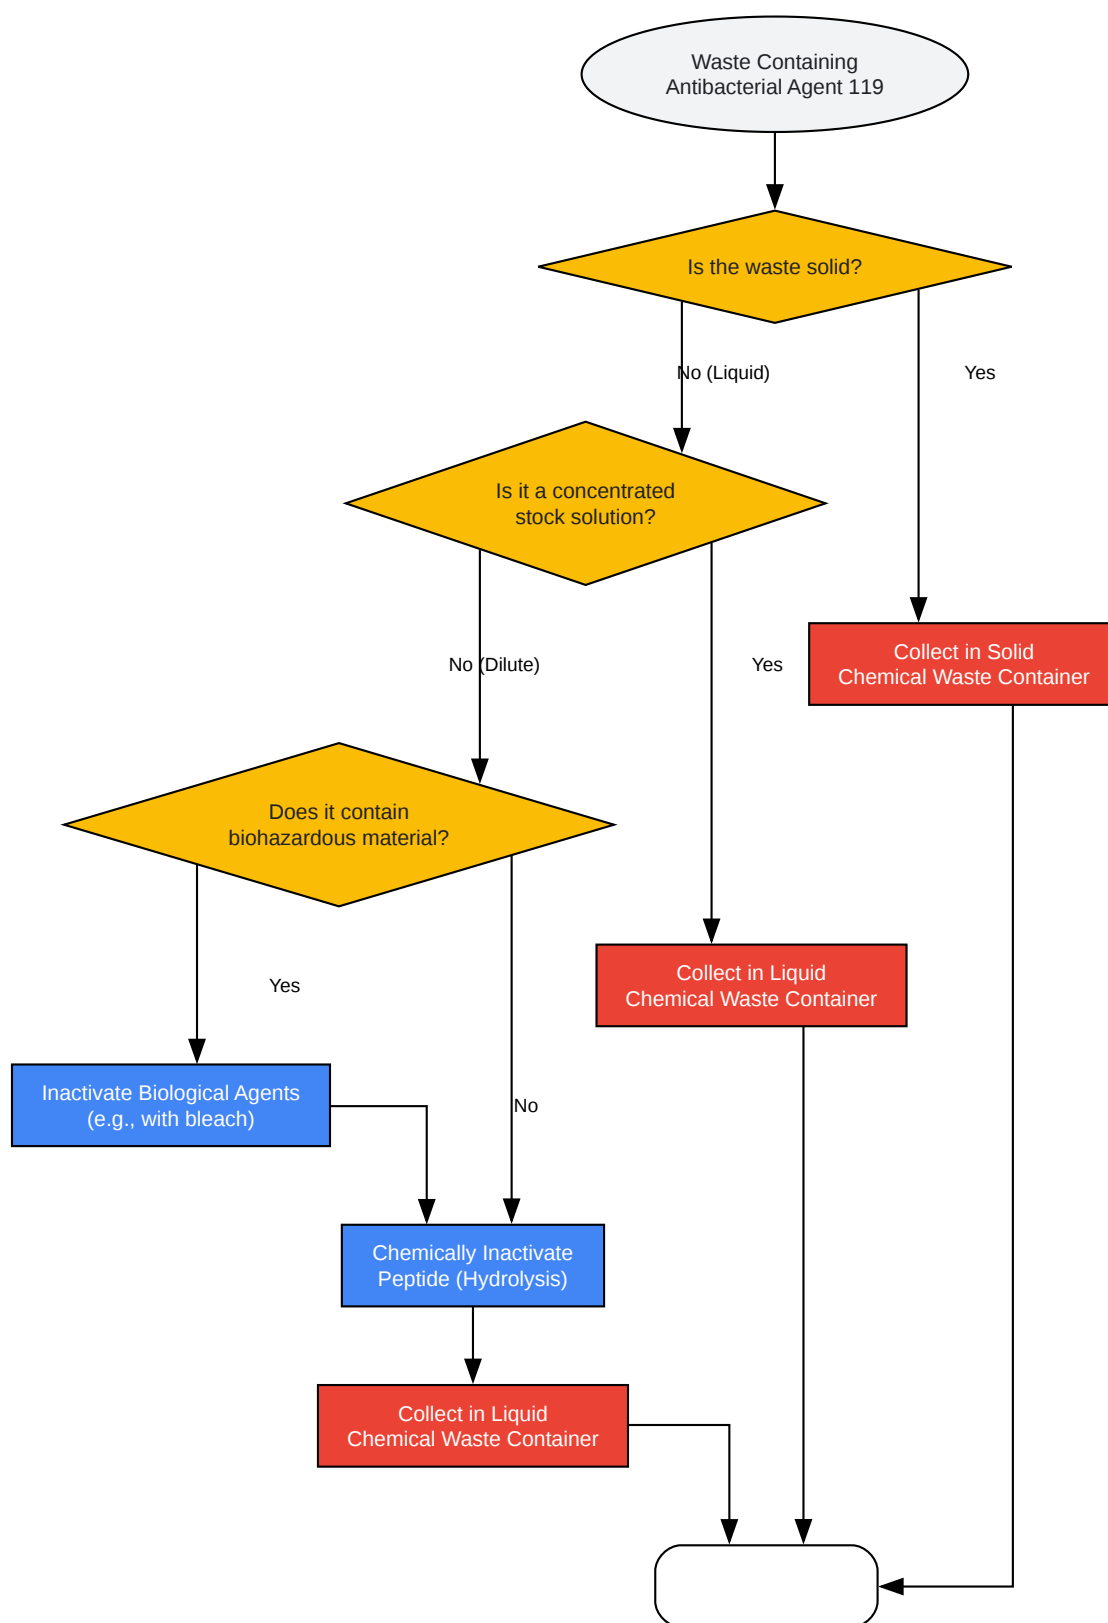 Waste Containing
Antibacterial Agent 119
Is the waste solid?
No (Liquid)
Yes
Is it a concentrated
stock solution?
No (Dilute)
Yes
Collect in Solid
Chemical Waste Container
Does it contain
biohazardous material?
Yes
Collect in Liquid
Chemical Waste Container
Inactivate Biological Agents
(e.g., with bleach)
No
Chemically Inactivate
Peptide (Hydrolysis)
Collect in Liquid
Chemical Waste Container